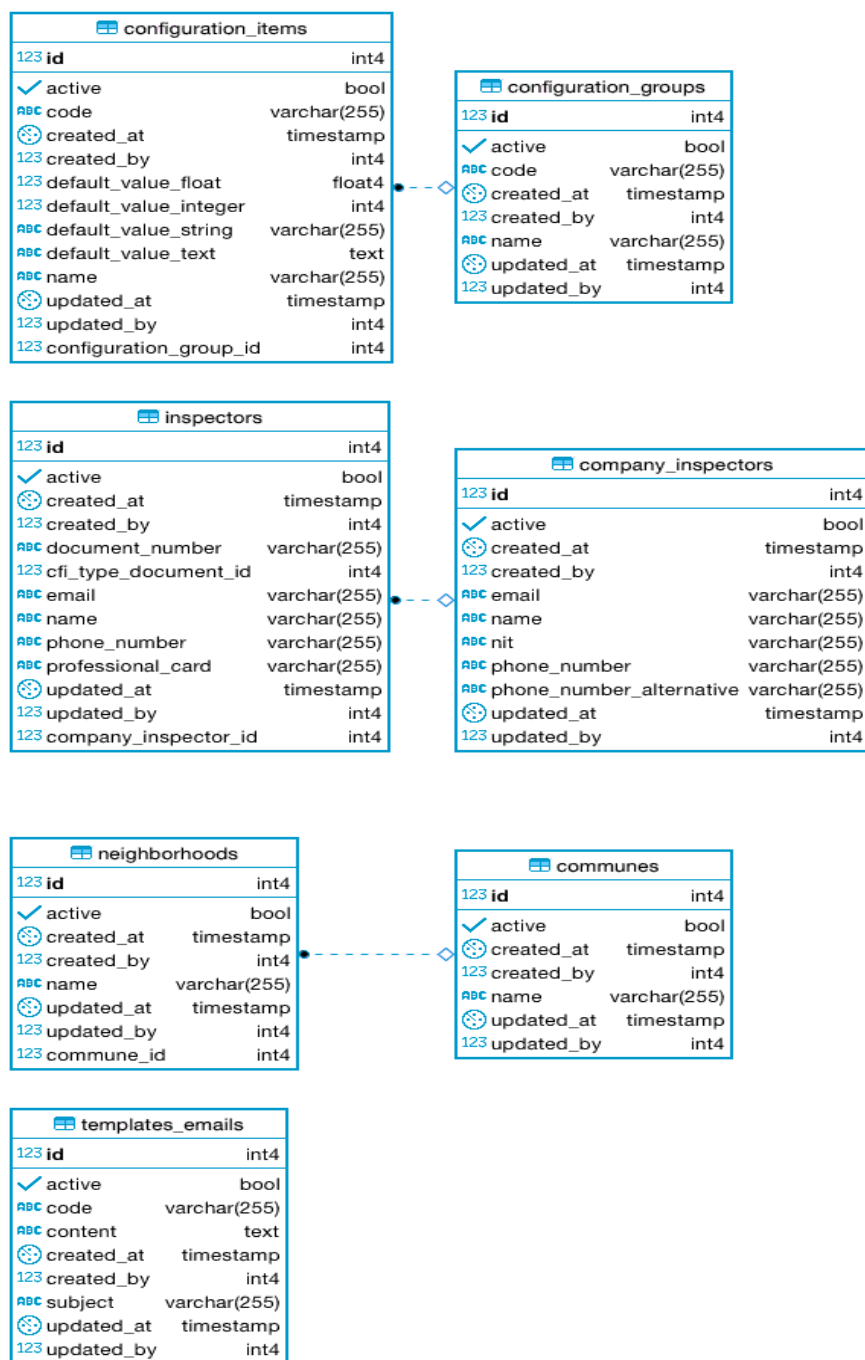 configuration_items
123 id int4
active bool
ABC code varchar(255)
created_at timestamp
123 created_by int4
123 default_value_float float4
123 default_value_integer int4
ABC default_value_string varchar(255)
ABC default_value_text text
ABC name varchar(255)
updated_at timestamp
123 updated_by int4
123 configuration_group_id int4
configuration_groups
123 id int4
active bool
ABC code varchar(255)
created_at timestamp
123 created_by int4
ABC name varchar(255)
updated_at timestamp
123 updated_by int4
inspectors
123 id int4
active bool
created_at timestamp
123 created_by int4
ABC document_number varchar(255)
123 cfi_type_document_id int4
ABC email varchar(255)
ABC name varchar(255)
ABC phone_number varchar(255)
ABC professional_card varchar(255)
updated_at timestamp
123 updated_by int4
123 company_inspector_id int4
company_inspectors
123 id int4
active bool
created_at timestamp
123 created_by int4
ABC email varchar(255)
ABC name varchar(255)
ABC nit varchar(255)
ABC phone_number varchar(255)
ABC phone_number_alternative varchar(255)
updated_at timestamp
123 updated_by int4
neighborhoods
123 id int4
active bool
created_at timestamp
123 created_by int4
ABC name varchar(255)
updated_at timestamp
123 updated_by int4
123 commune_id int4
communes
123 id int4
active bool
created_at timestamp
123 created_by int4
ABC name varchar(255)
updated_at timestamp
123 updated_by int4
templates_emails
123 id int4
active bool
ABC code varchar(255)
ABC content text
created_at timestamp
123 created_by int4
ABC subject varchar(255)
updated_at timestamp
123 updated_by int4